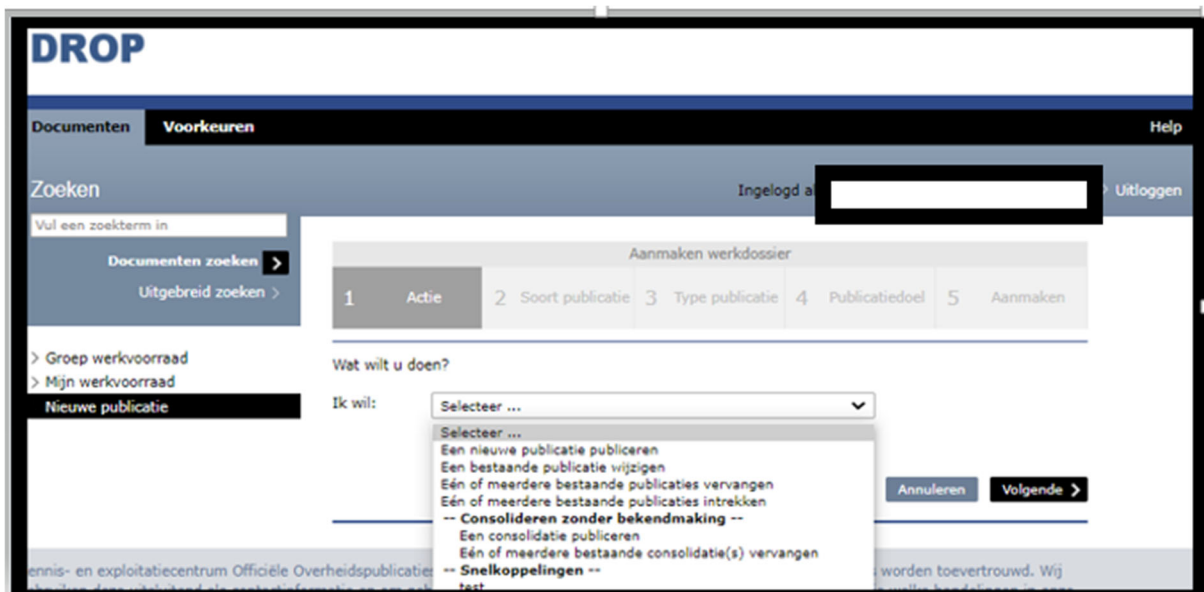 DROP
Documenten Voorkeuren Help
Zoeken
Ingelogd al
Uitloggen
Vul een zoekterm in
Documenten zoeken >
Uitgebreid zoeken >
Aanmaken werkdossier
1 Actie 2 Soort publicatie 3 Type publicatie 4 Publicatiedoel 5 Aanmaken
> Groep werkvoorraad
> Mijn werkvoorraad
Nieuwe publicatie
Wat wilt u doen?
Ik wil: Selecteer ...
Selecteer ...
Een nieuwe publicatie publiceren
Een bestaande publicatie wijzigen
Eén of meerdere bestaande publicaties vervangen
Eén of meerdere bestaande publicaties intrekken
-- Consolideren zonder bekendmaking --
Een consolidatie publiceren
Eén of meerdere bestaande consolidatie(s) vervangen
-- Snelkoppelingen --
test
Annuleren Volgende >
ennis- en exploitatiecentrum Officiële Overheidspublicaties worden toevertrouwd. Wij